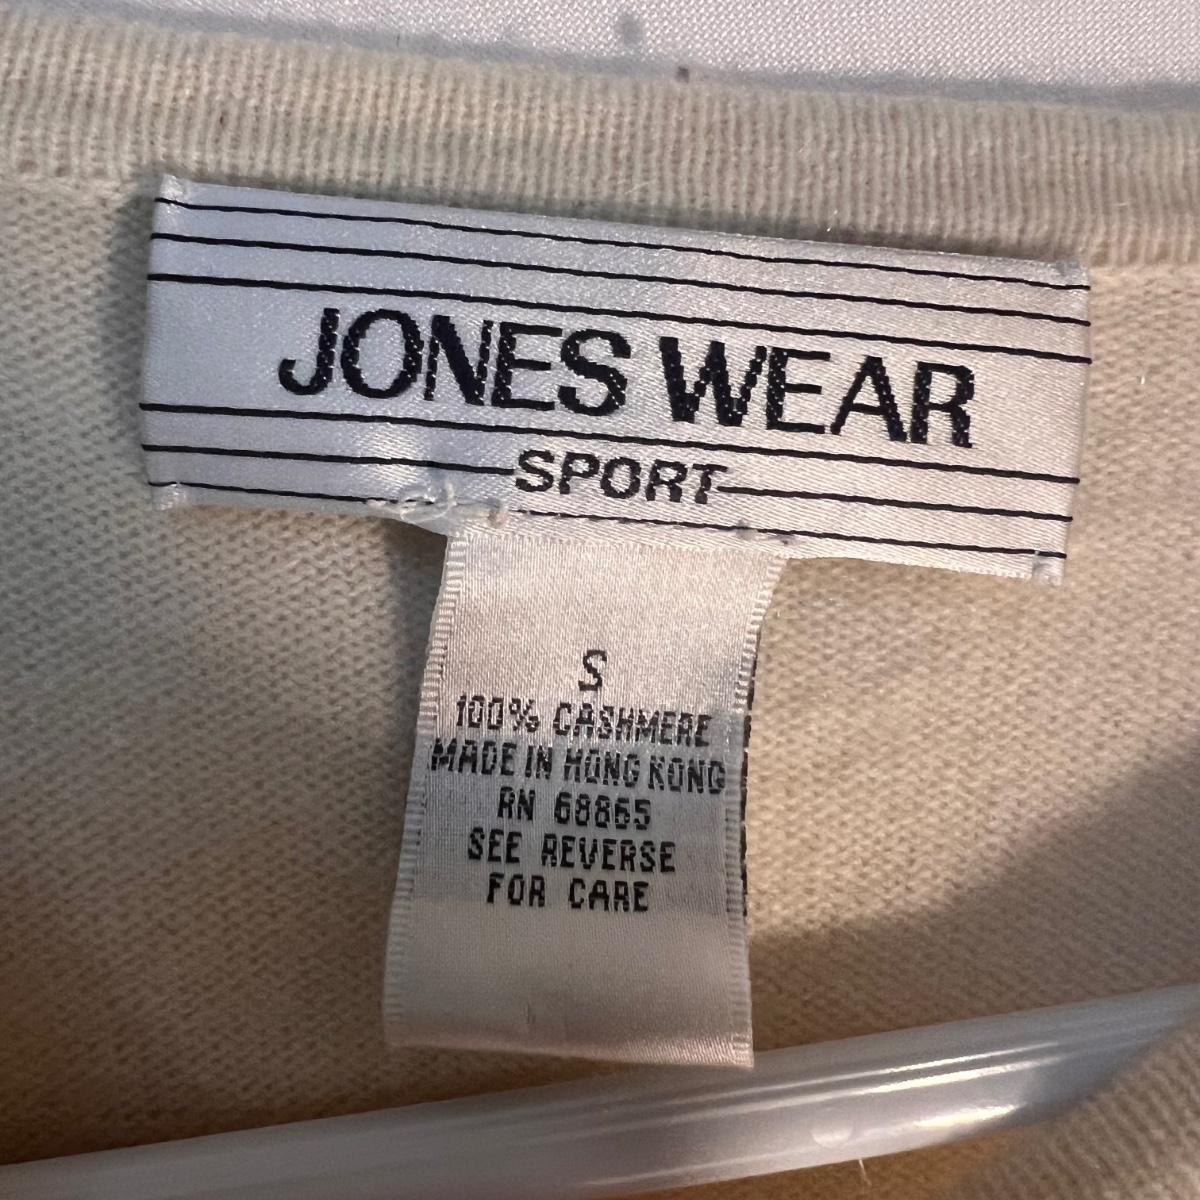 JONES WEAR
SPORT
S
100% CASHMERE
MADE IN HONG KONG
RN 68865
SEE REVERSE
FOR CARE